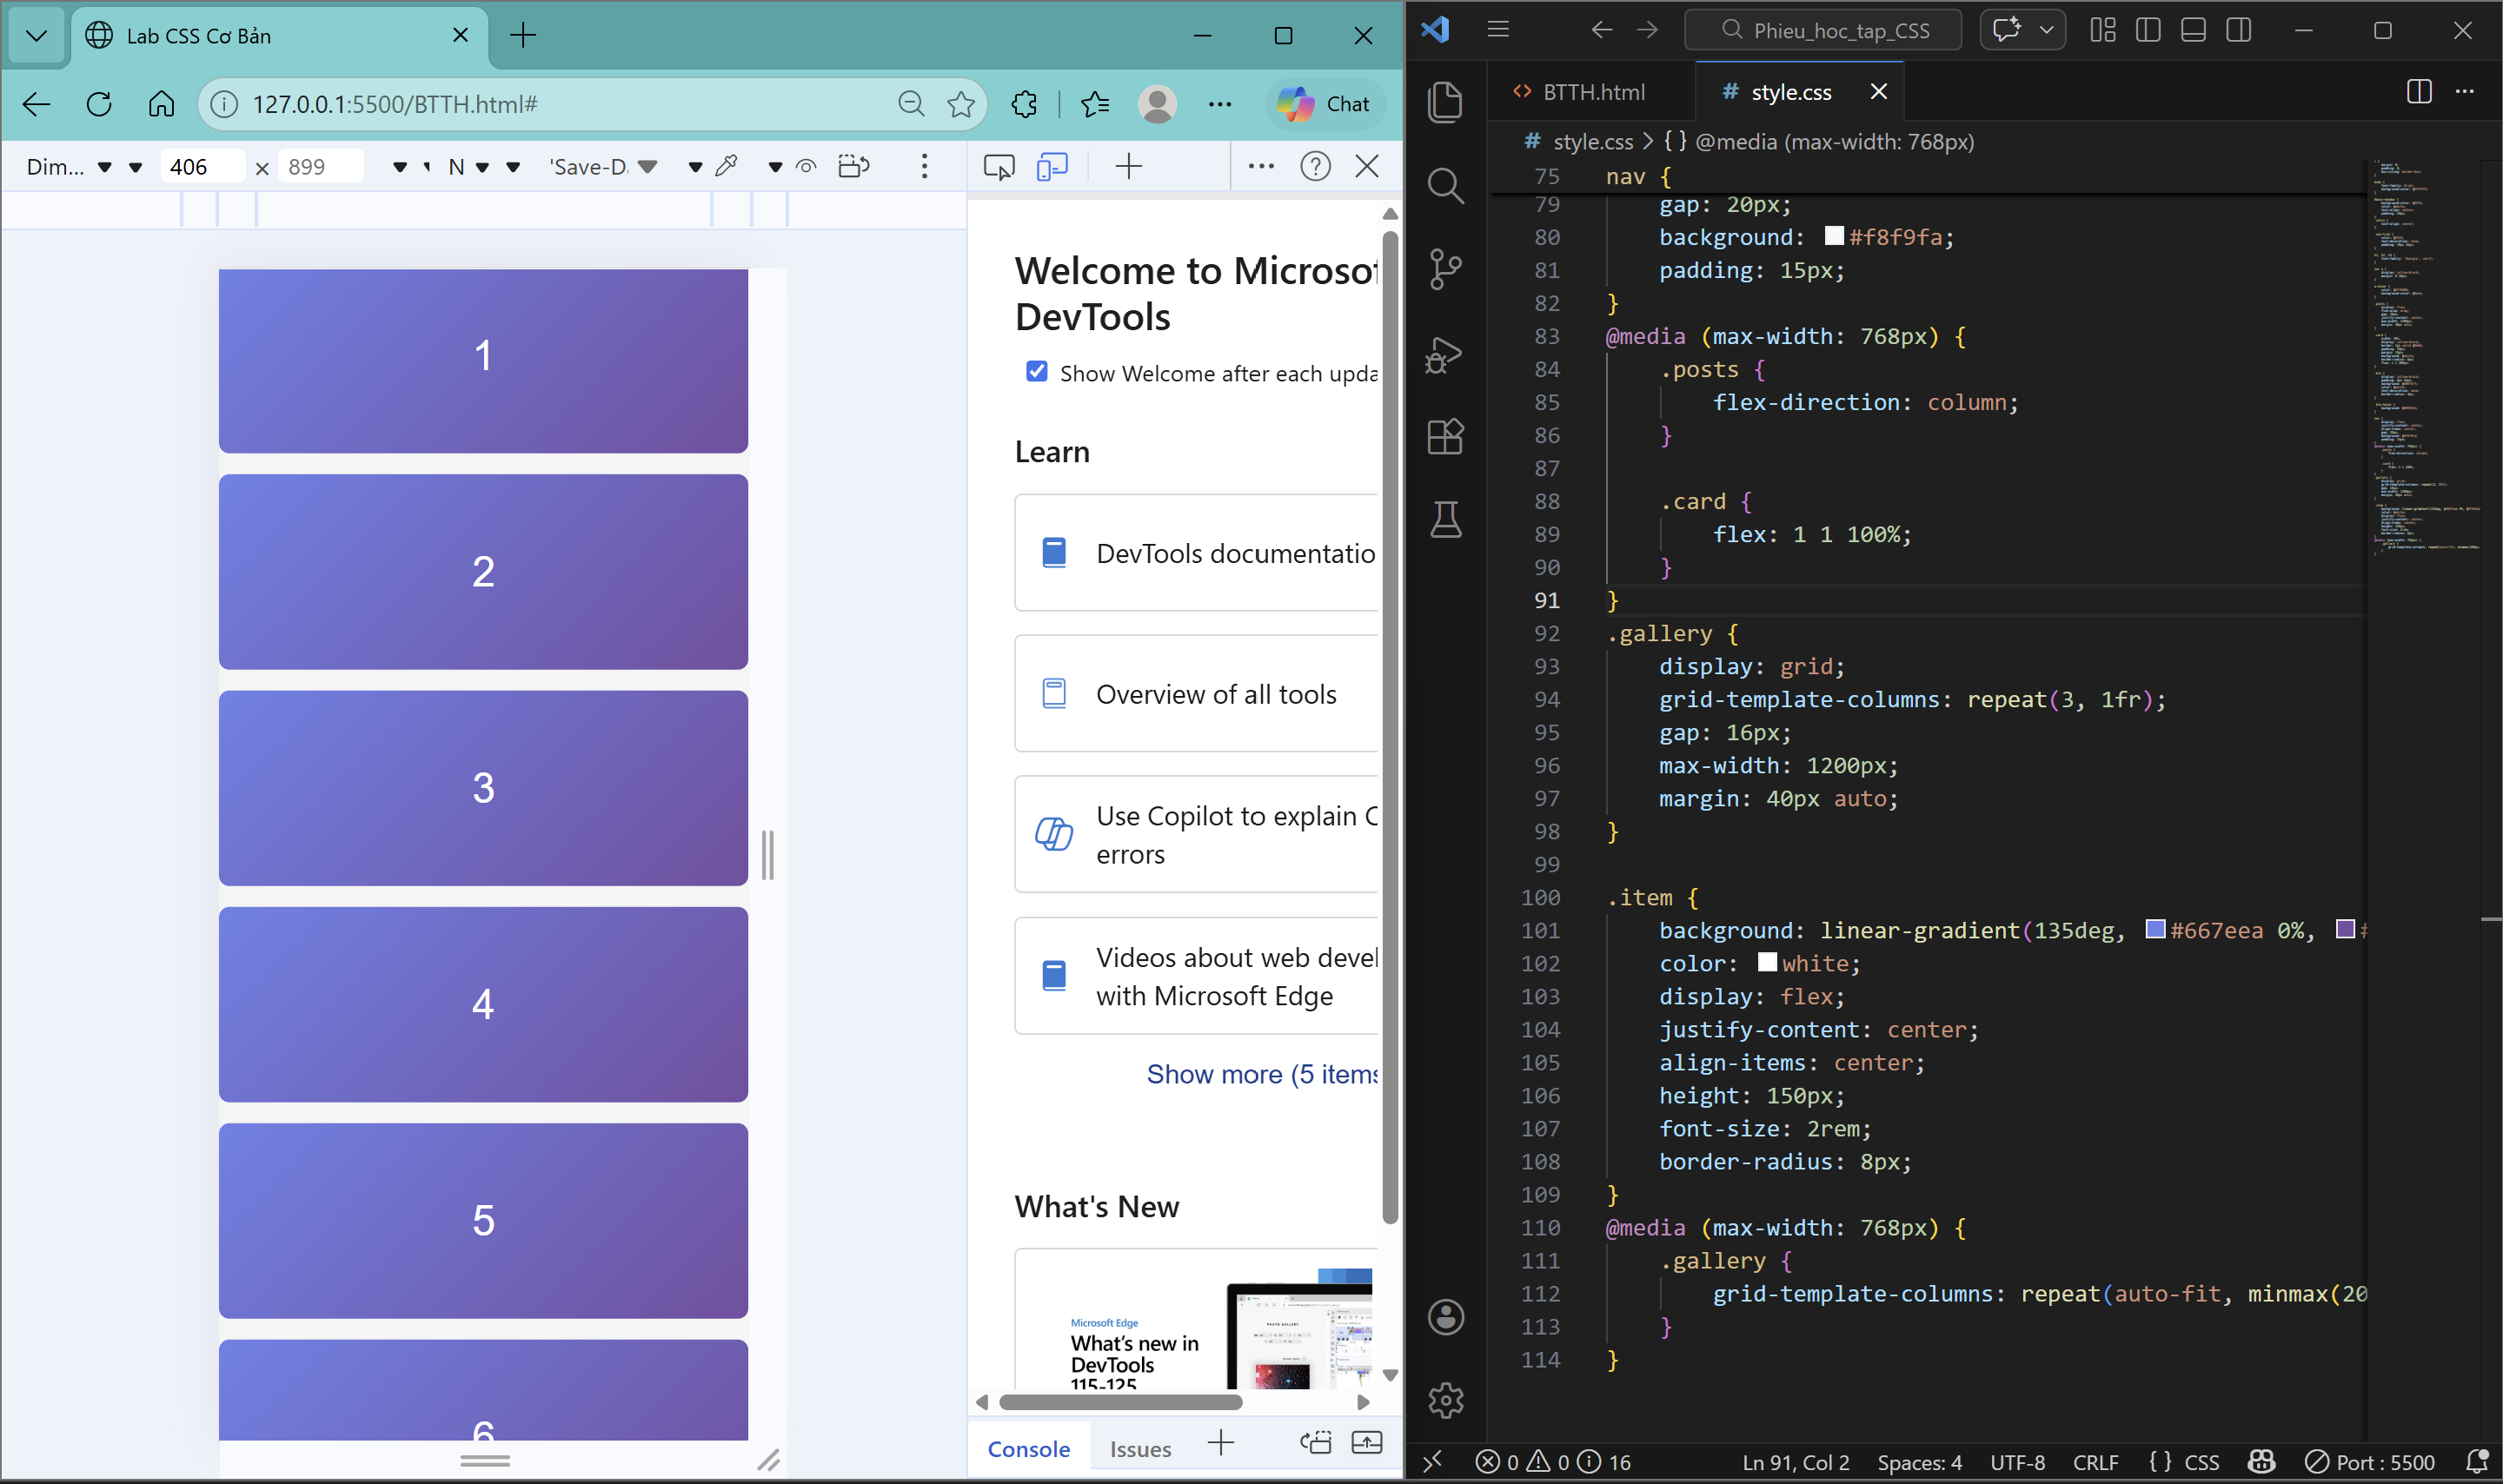 Lab CSS Cơ Bản
127.0.0.1:5500/BTTH.html#
Chat
Dim...
406
×
899
N
'Save-D
1
2
3
4
5
6
Welcome to Microsof
DevTools
Show Welcome after each upda
Learn
DevTools documentatio
Overview of all tools
Use Copilot to explain C
errors
Videos about web devel
with Microsoft Edge
Show more (5 items
What's New
Microsoft Edge
What's new in
DevTools
115-125
PHOTO GALLERY
Console
Issues
Phieu_hoc_tap_CSS
BTTH.html
# style.css
# style.css > { } @media (max-width: 768px)
75 nav {
79 gap: 20px;
80 background: #f8f9fa;
81 padding: 15px;
82 }
83 @media (max-width: 768px) {
84 .posts {
85 flex-direction: column;
86 }
87
88 .card {
89 flex: 1 1 100%;
90 }
91 }
92 .gallery {
93 display: grid;
94 grid-template-columns: repeat(3, 1fr);
95 gap: 16px;
96 max-width: 1200px;
97 margin: 40px auto;
98 }
99
100 .item {
101 background: linear-gradient(135deg, #667eea 0%, #
102 color: white;
103 display: flex;
104 justify-content: center;
105 align-items: center;
106 height: 150px;
107 font-size: 2rem;
108 border-radius: 8px;
109 }
110 @media (max-width: 768px) {
111 .gallery {
112 grid-template-columns: repeat(auto-fit, minmax(20
113 }
114 }
0 0 16
Ln 91, Col 2
Spaces: 4
UTF-8
CRLF
{ } CSS
Port : 5500